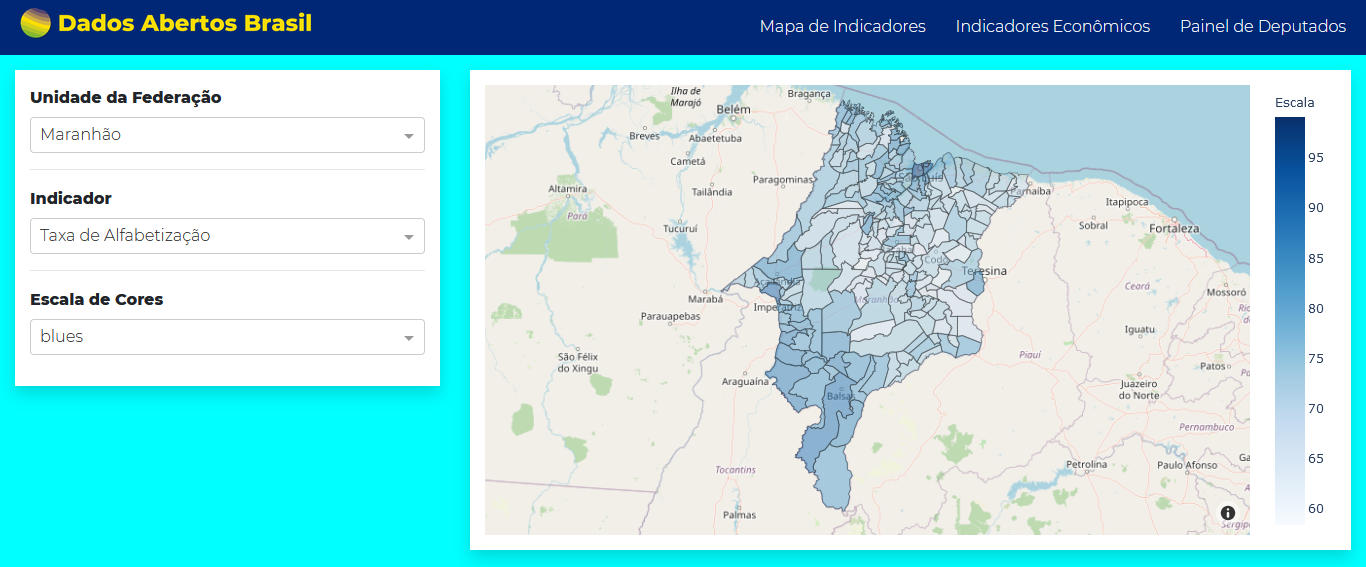 Dados Abertos Brasil
Mapa de Indicadores
Indicadores Econômicos
Painel de Deputados
Unidade da Federação
Maranhão
Indicador
Taxa de Alfabetização
Escala de Cores
blues
Escala
95
90
85
80
75
70
65
60
Ilha de
Marajó
Bragança
Belém
Breves
Abaetetuba
Cametá
Altamira
Tailândia
Paragominas
Pará
Tucuruí
Parnaíba
Itapipoca
Sobral
Fortaleza
Codó
Teresina
Açailândia
Marabá
Imperatriz
Maranhão
Ceará
Mossoró
Parauapebas
Iguatu
São Félix
do Xingu
Piauí
Patos
Araguaína
Juazeiro
do Norte
Balsas
Pernambuco
Tocantins
Petrolina
Paulo Afonso
Palmas